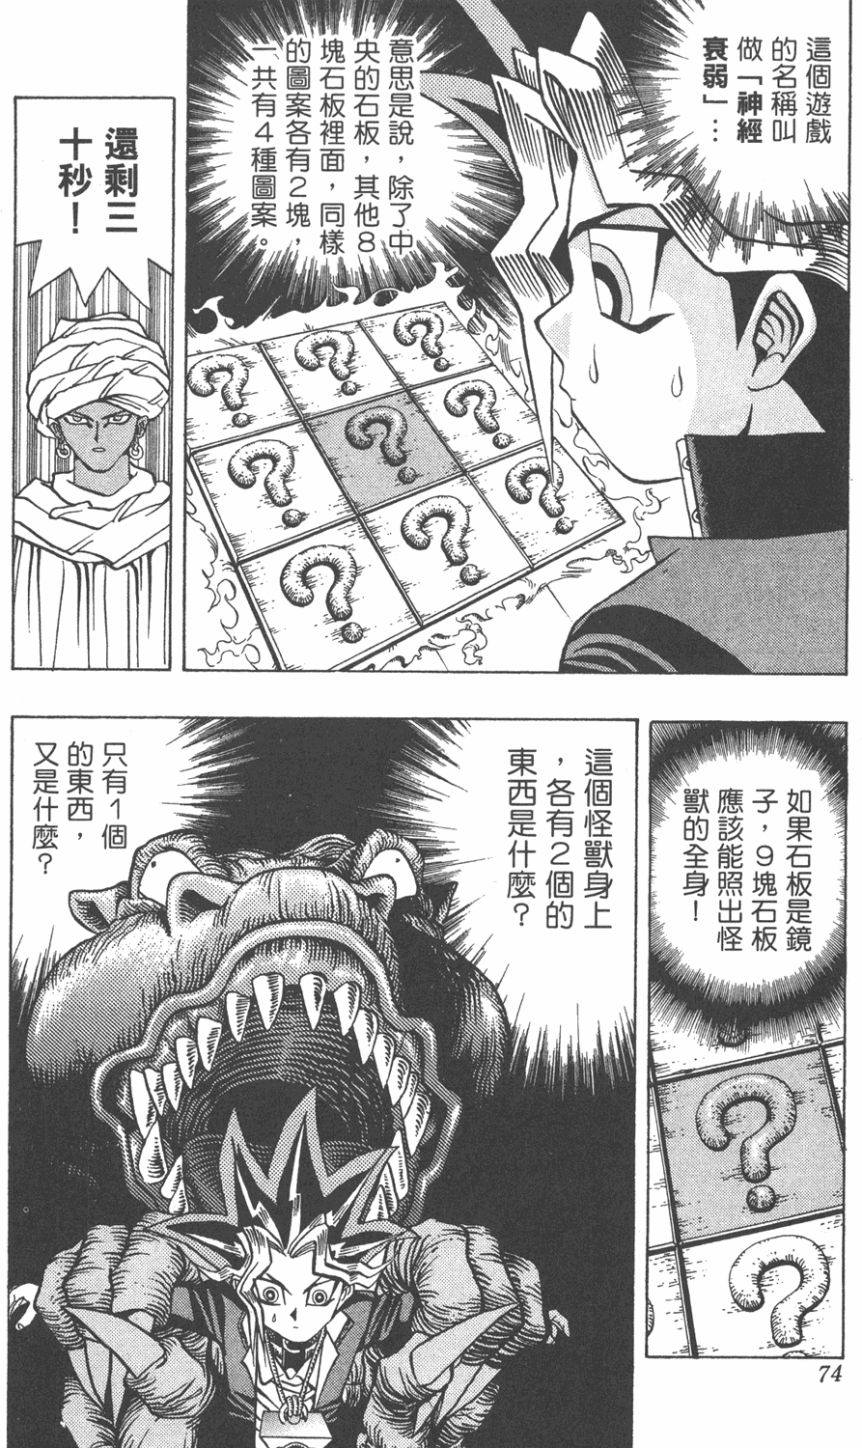 這個遊戲
的名稱叫
做「神經
衰弱」…
意思是說，除了中
央的石板，其他8
塊石板裡面，同樣
的圖案各有2塊，
一共有4種圖案。
還剩三
十秒！
如果石板是鏡
子，9塊石板
應該能照出怪
獸的全身！
這個怪獸身上
，各有2個的
東西是什麼？
只有1個
的東西，
又是什麼？
74